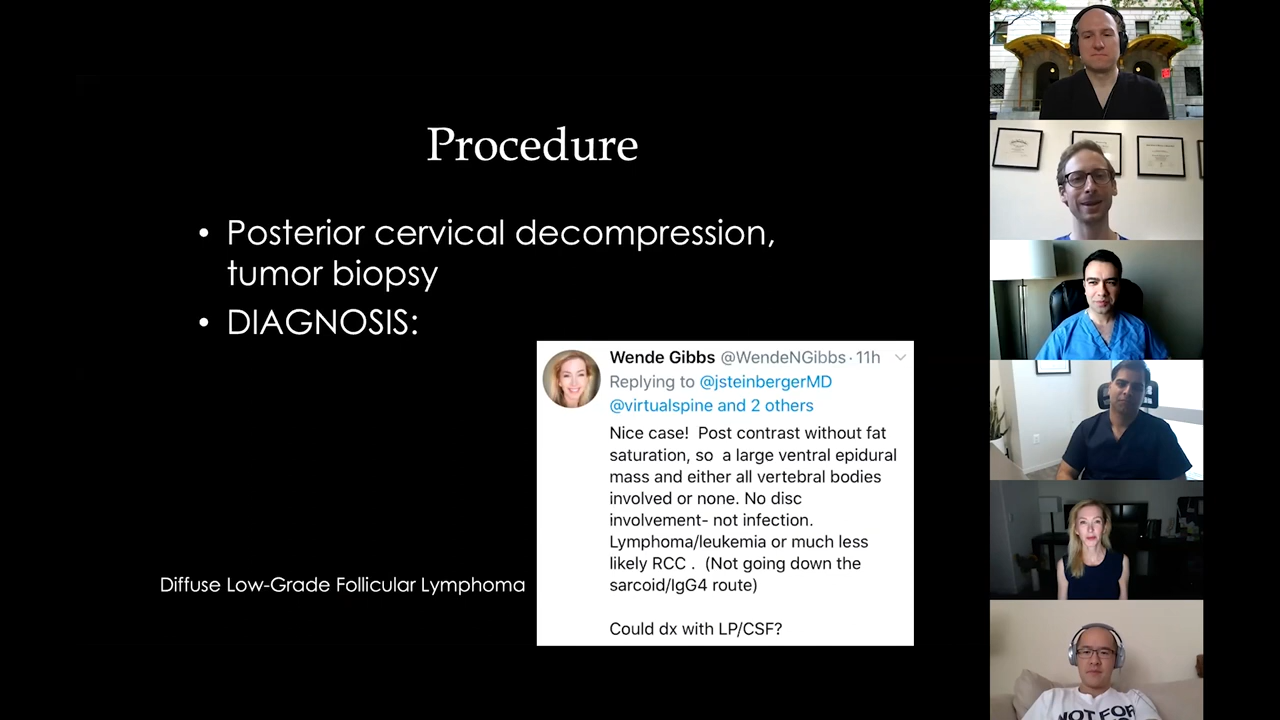 Procedure
• Posterior cervical decompression,
tumor biopsy
• DIAGNOSIS:
Wende Gibbs @WendeNGibbs · 11h
Replying to @jsteinbergerMD
@virtualspine and 2 others
Nice case!  Post contrast without fat
saturation, so  a large ventral epidural
mass and either all vertebral bodies
involved or none. No disc
involvement- not infection.
Lymphoma/leukemia or much less
likely RCC .  (Not going down the
sarcoid/IgG4 route)
Could dx with LP/CSF?
Diffuse Low-Grade Follicular Lymphoma
NOT FOR